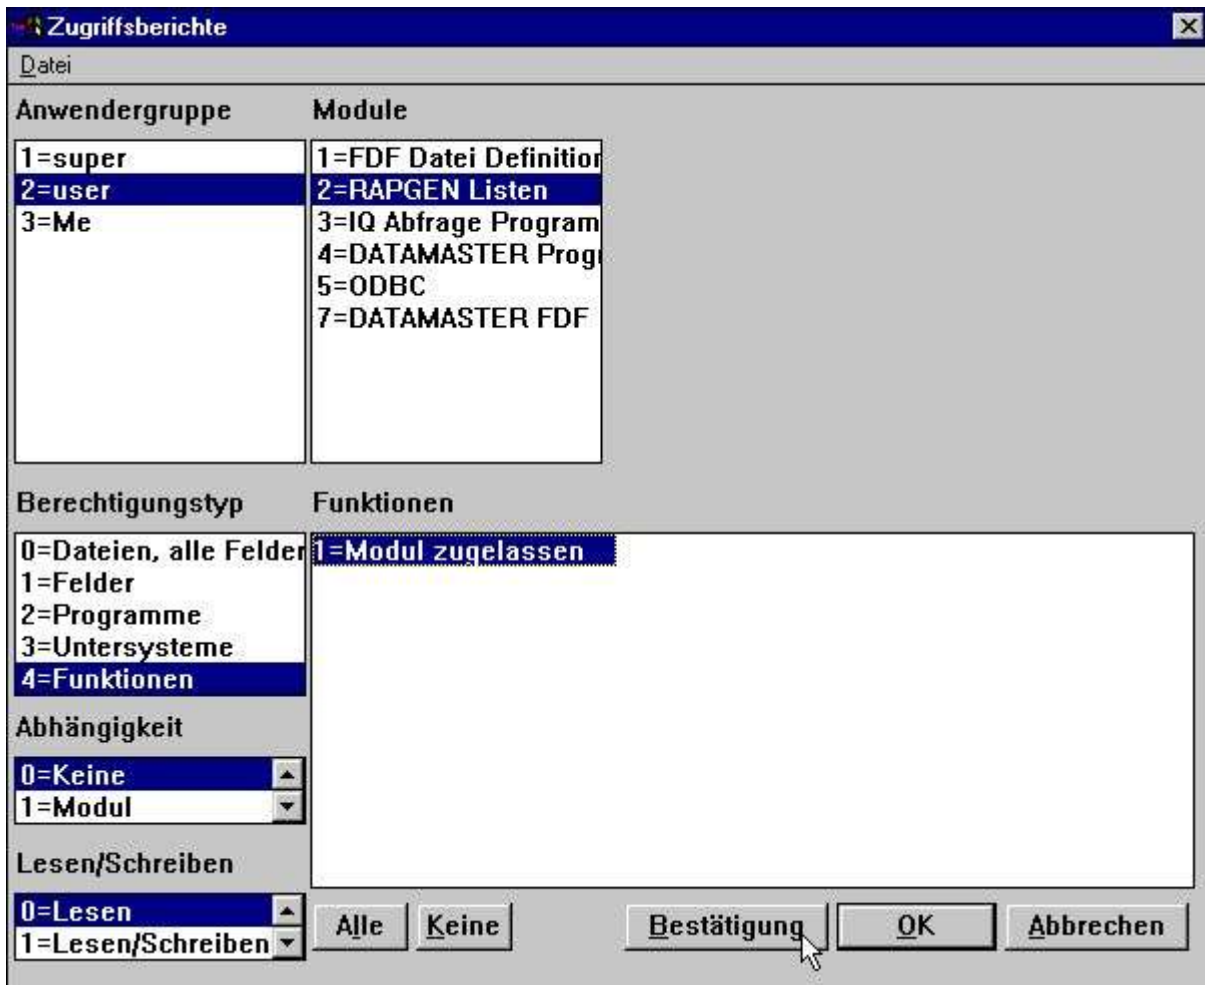 Zugriffsberichte
Datei
Anwendergruppe
1=super
2=user
3=Me
Module
1=FDF Datei Definition
2=RAPGEN Listen
3=IQ Abfrage Program
4=DATAMASTER Prog
5=ODBC
7=DATAMASTER FDF
Berechtigungstyp
0=Dateien, alle Felder
1=Felder
2=Programme
3=Untersysteme
4=Funktionen
Funktionen
1=Modul zugelassen
Abhängigkeit
0=Keine
1=Modul
Lesen/Schreiben
0=Lesen
1=Lesen/Schreiben
Alle Keine Bestätigung OK Abbrechen